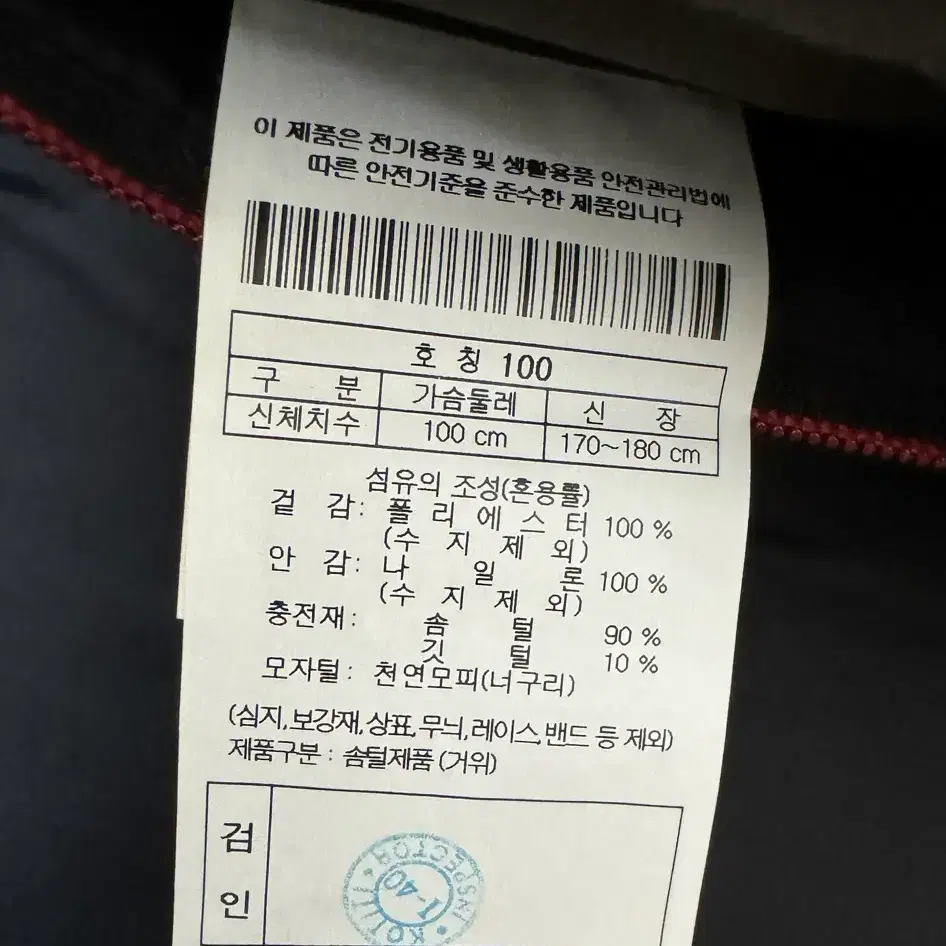 이 제품은 전기용품 및 생활용품 안전관리법에
따른 안전기준을 준수한 제품입니다
호 칭 100
구 분 가슴둘레 신 장
신체치수 100 cm 170~180 cm
섬유의 조성(혼용률)
겉 감: 폴 리 에 스 터 100 %
(수 지 제 외)
안 감: 나 일 론 100 %
(수 지 제 외)
충전재: 솜 털 90 %
깃 털 10 %
모자털: 천연모피(너구리)
(심지,보강재,상표,무늬,레이스,밴드 등 제외)
제품구분 : 솜털제품 (거위)
검
인
KOTITI
INSPECTOR
1-40